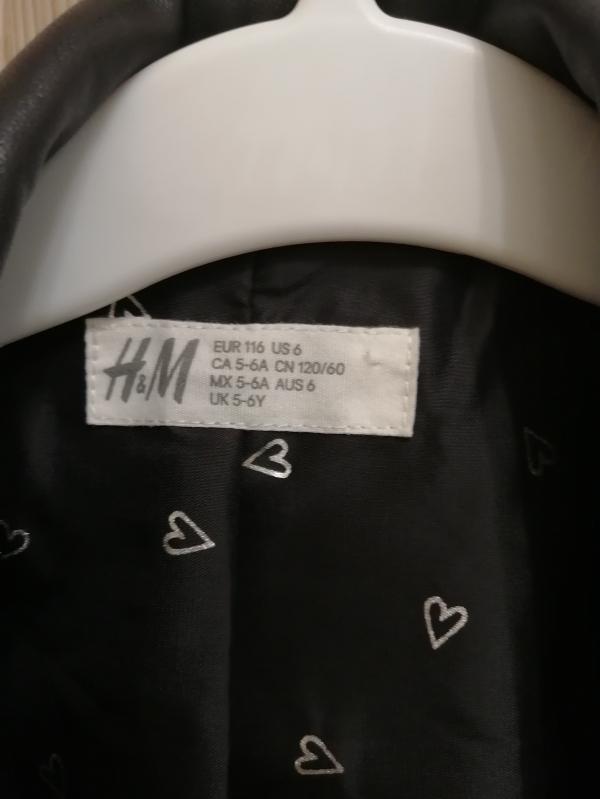 H&M
EUR 116 US 6
CA 5-6A CN 120/60
MX 5-6A AUS 6
UK 5-6Y